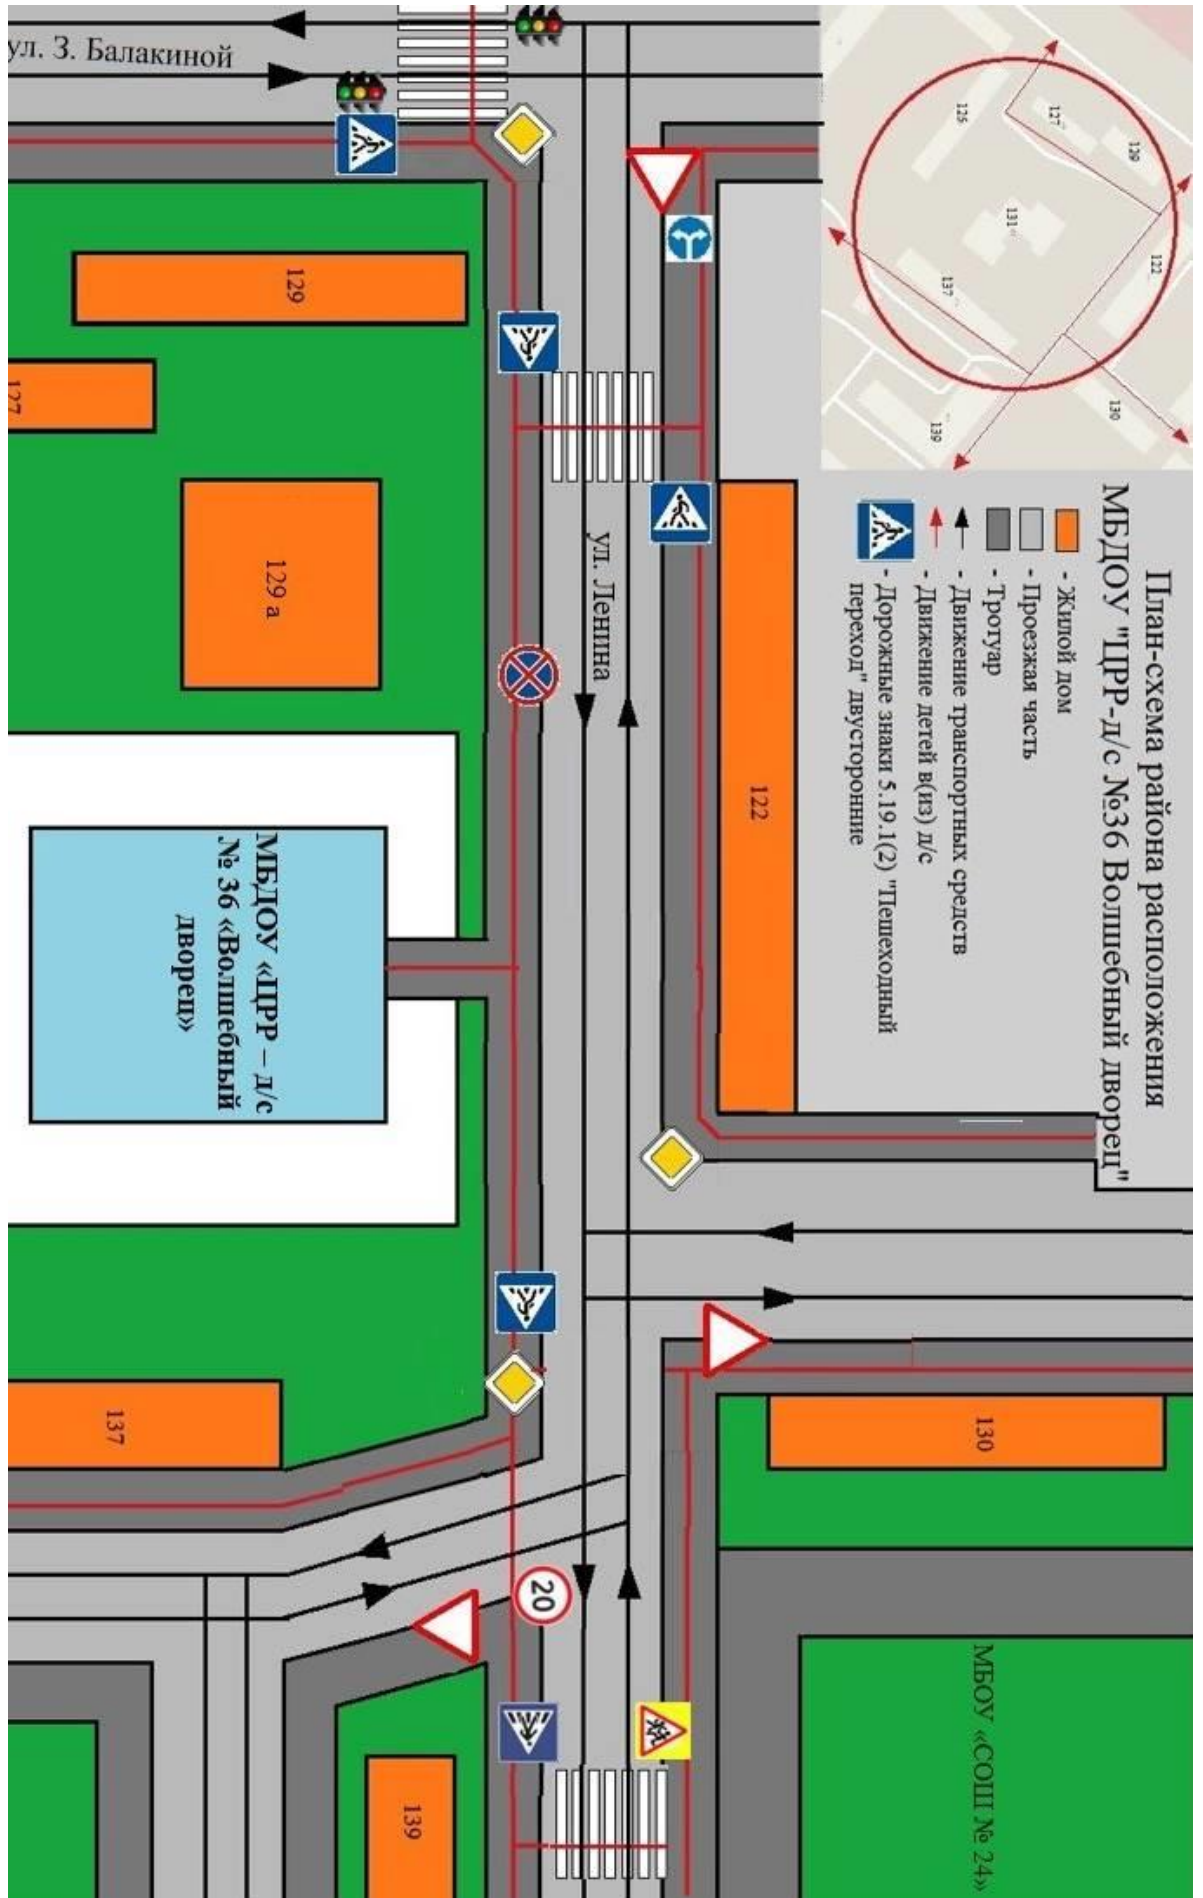 План-схема района расположения
МБДОУ "ЦРР-д/с №36 Волшебный дворец"
- Жилой дом
- Проезжая часть
- Тротуар
- Движение транспортных средств
- Движение детей в(из) д/с
- Дорожные знаки 5.19.1(2) "Пешеходный
переход" двусторонние
125
127
129
131
122
137
130
139
ул. З. Балакиной
ул. Ленина
122
130
МБОУ «СОШ № 24»
129
127
129 а
МБДОУ «ЦРР – д/с
№ 36 «Волшебный
дворец»
137
20
139